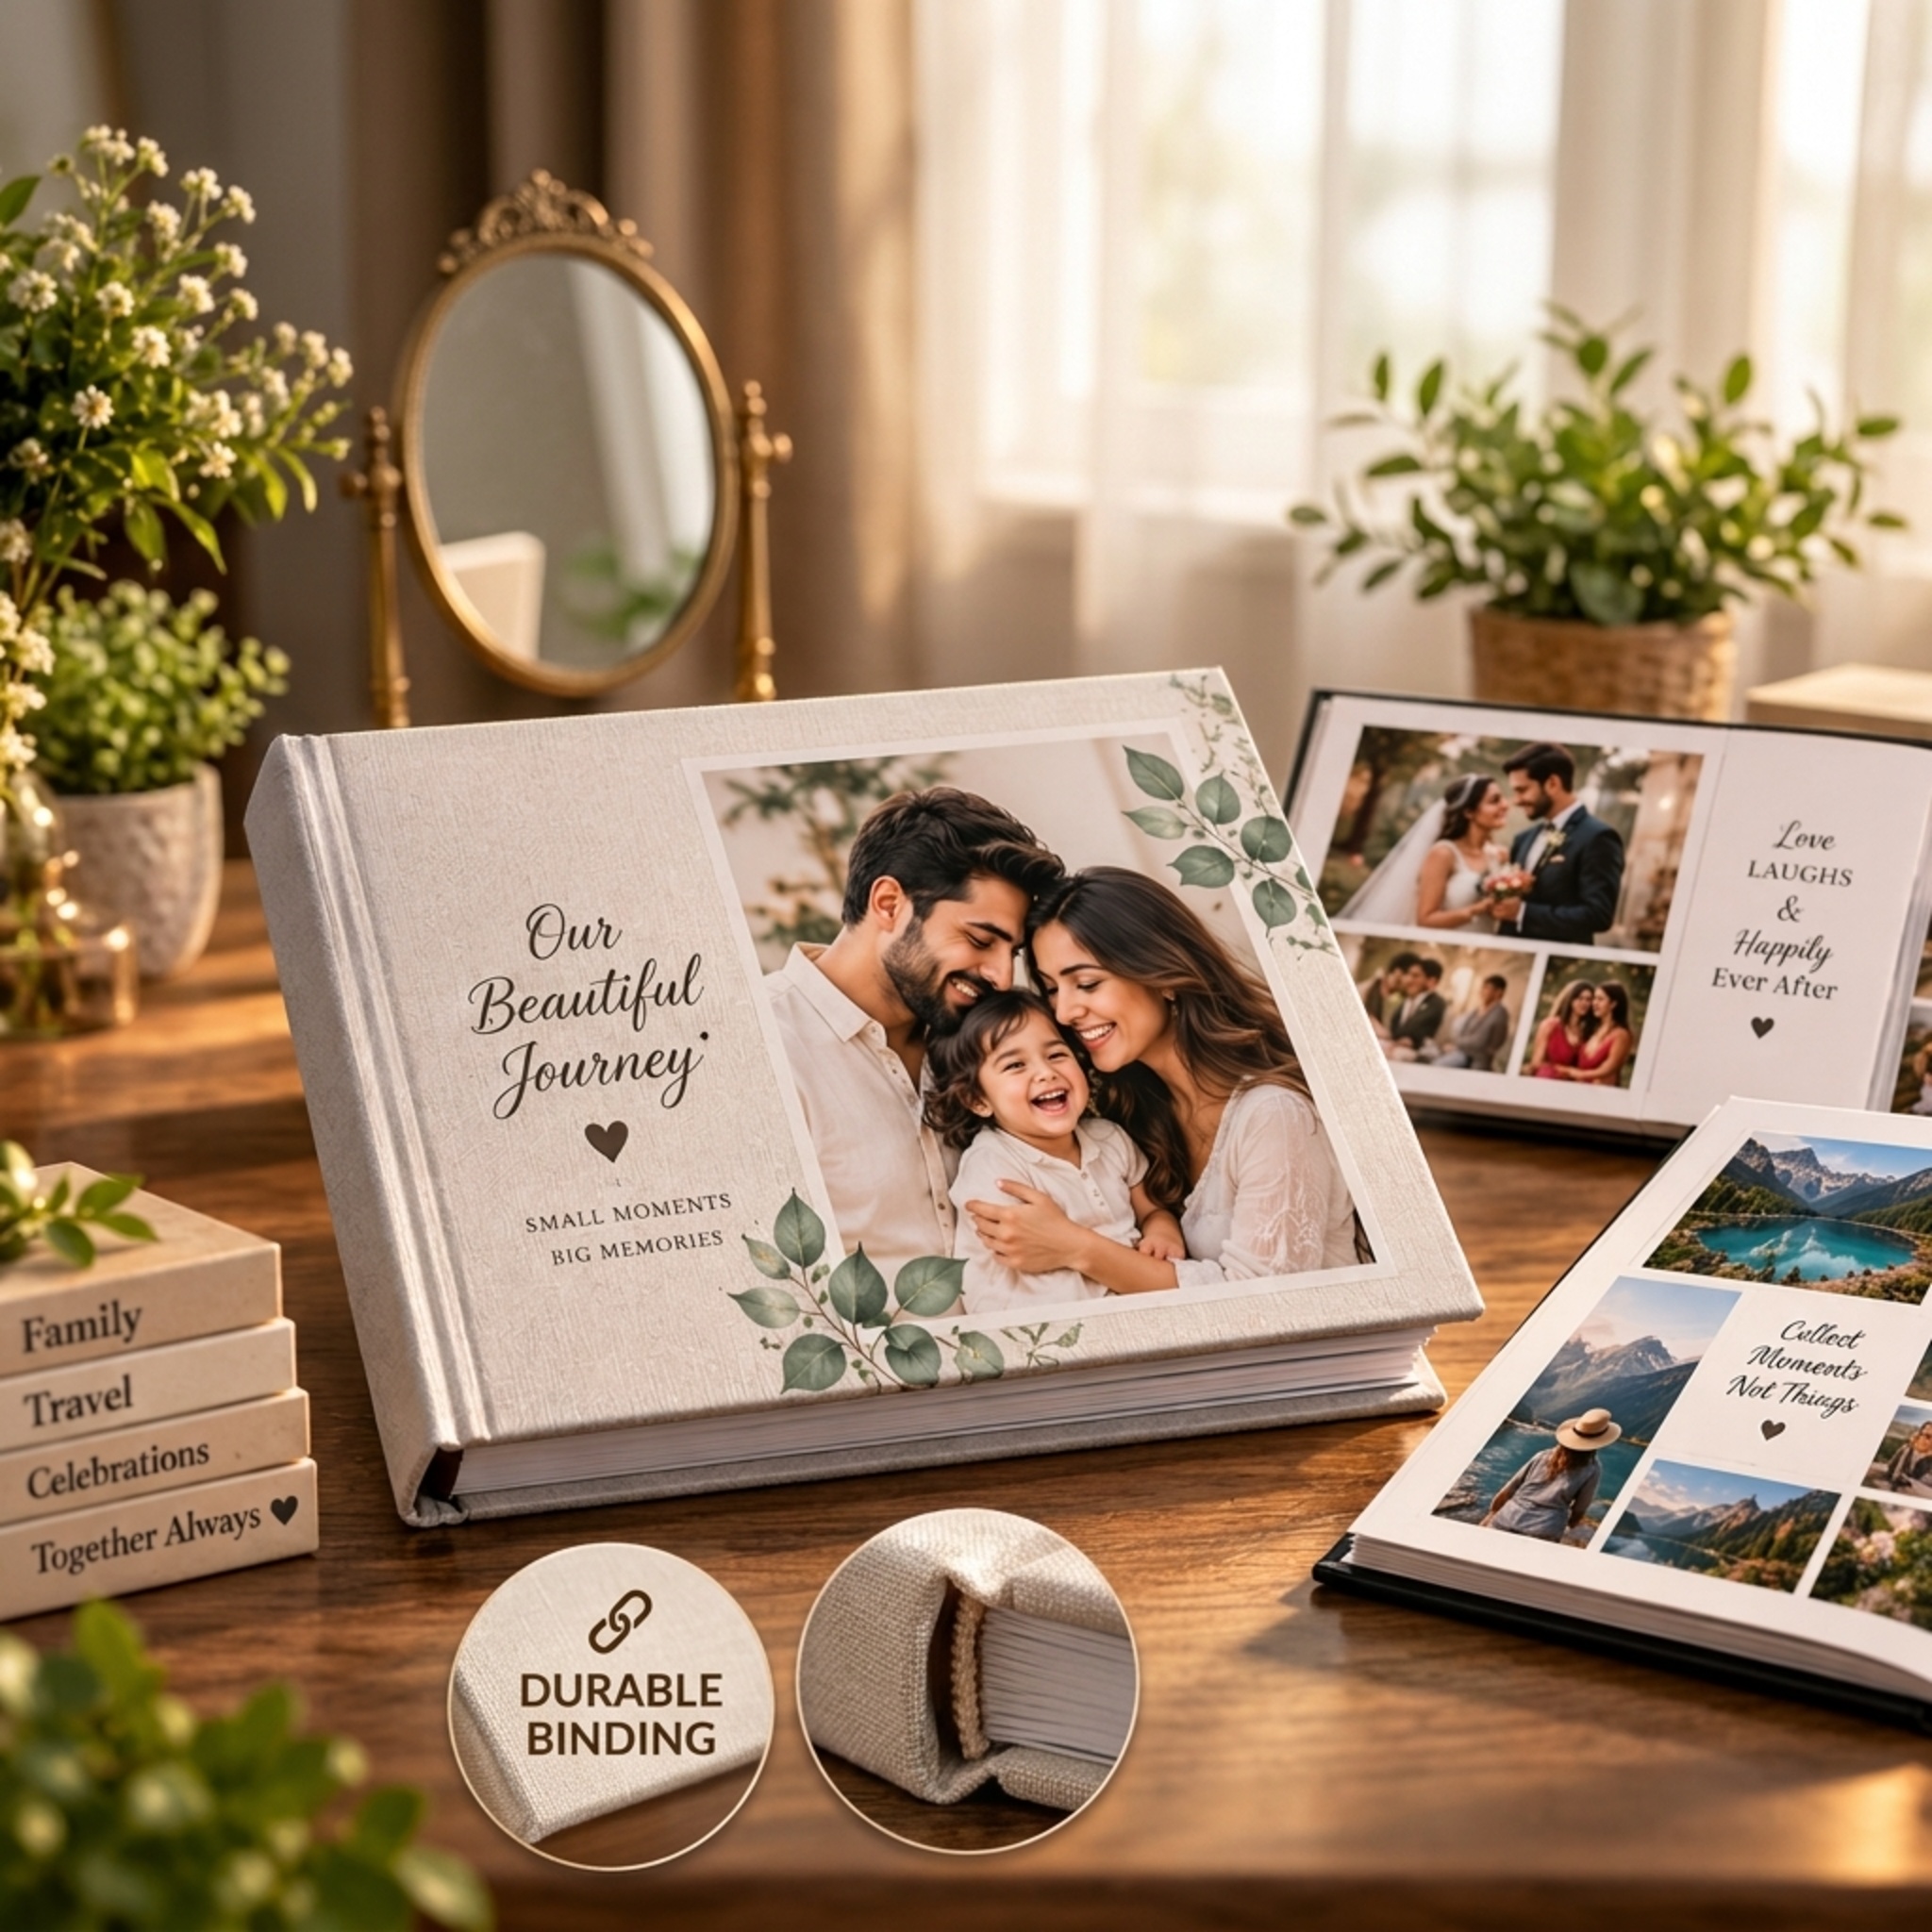 Our
Beautiful
Journey
SMALL MOMENTS
BIG MEMORIES
Love
LAUGHS
&
Happily
Ever After
Collect
Moments
Not Things
Family
Travel
Celebrations
Together Always
DURABLE
BINDING